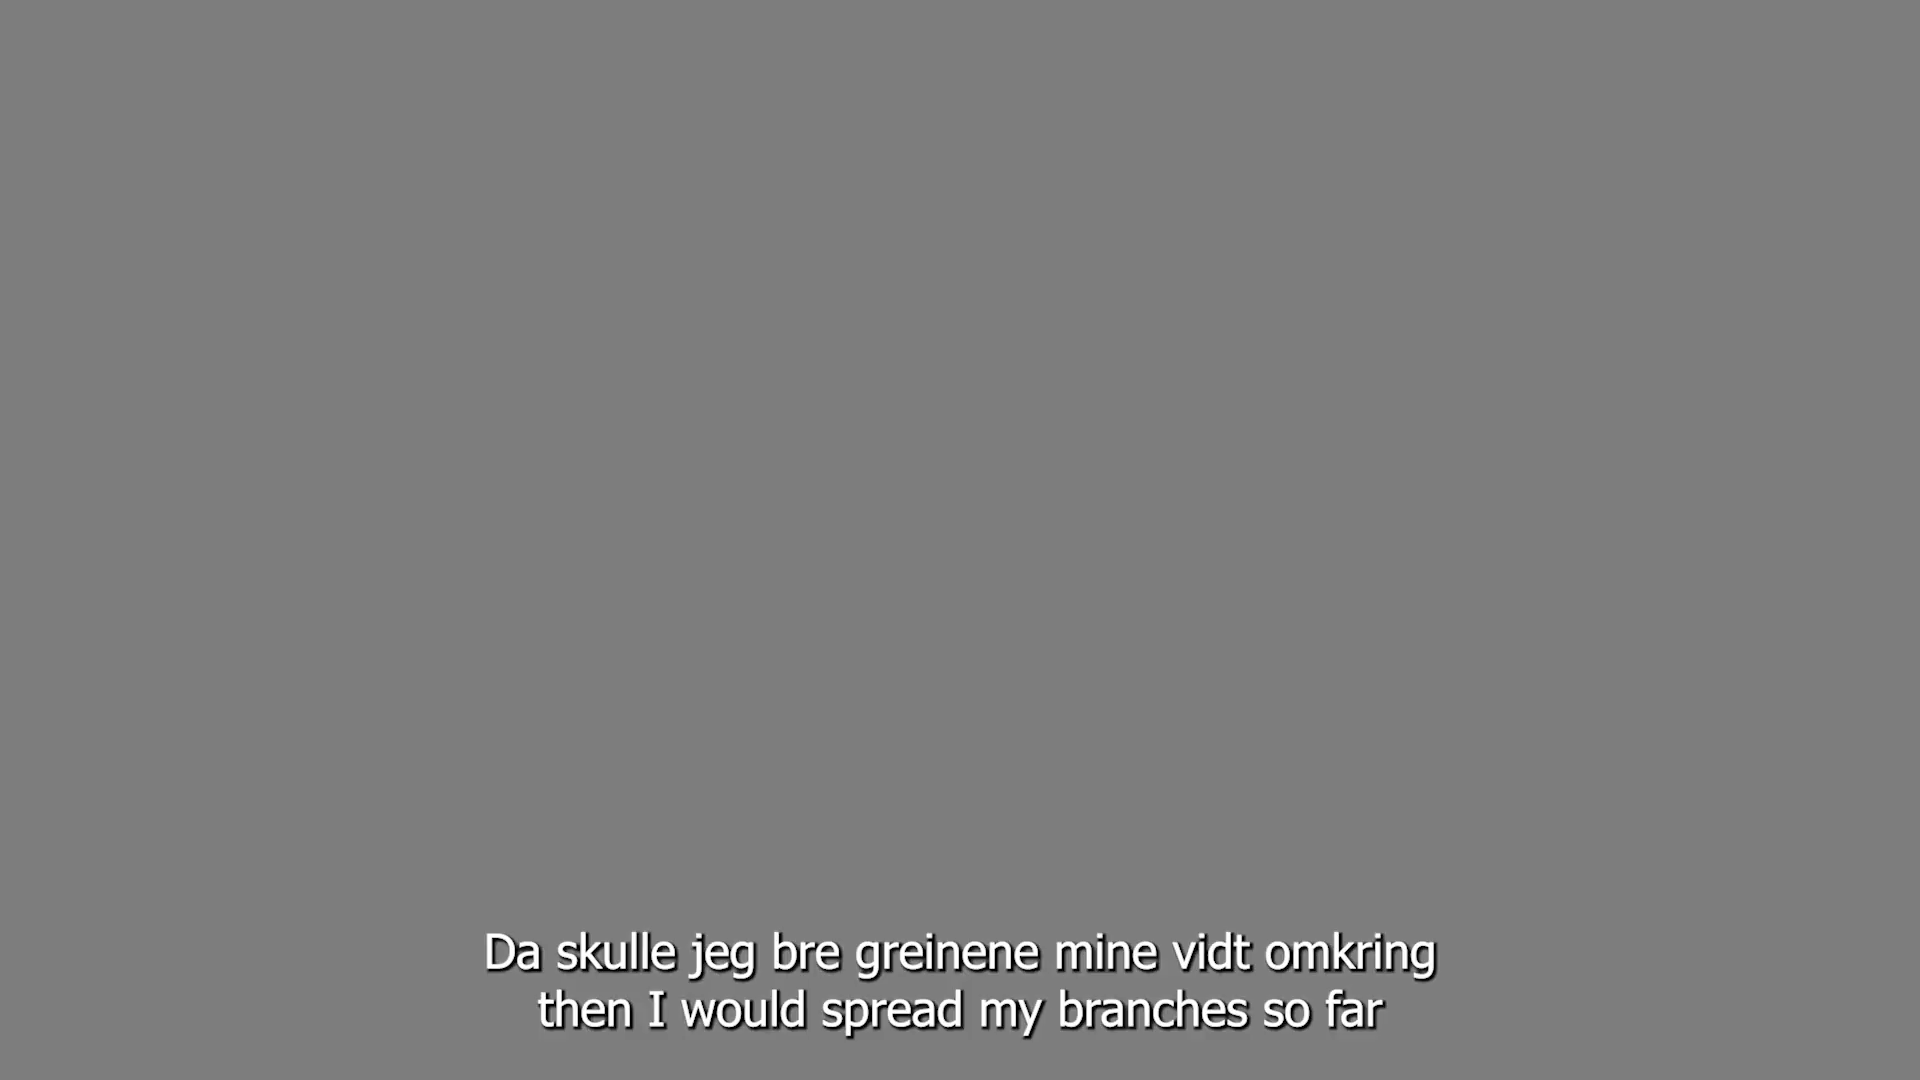 Da skulle jeg bre greinene mine vidt omkring
then I would spread my branches so far